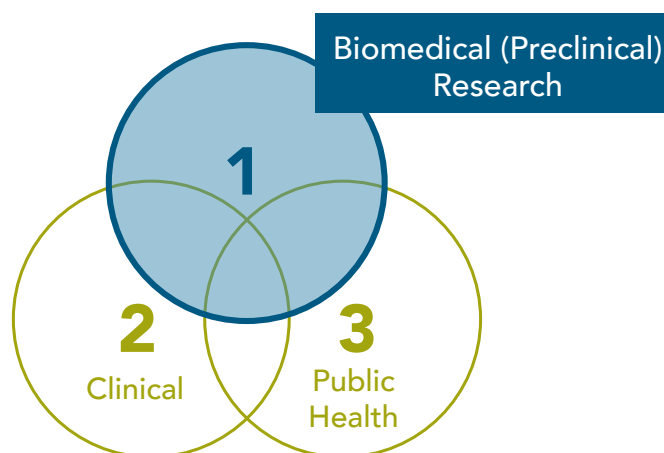 Biomedical (Preclinical)
Research
1
2
Clinical
3
Public
Health